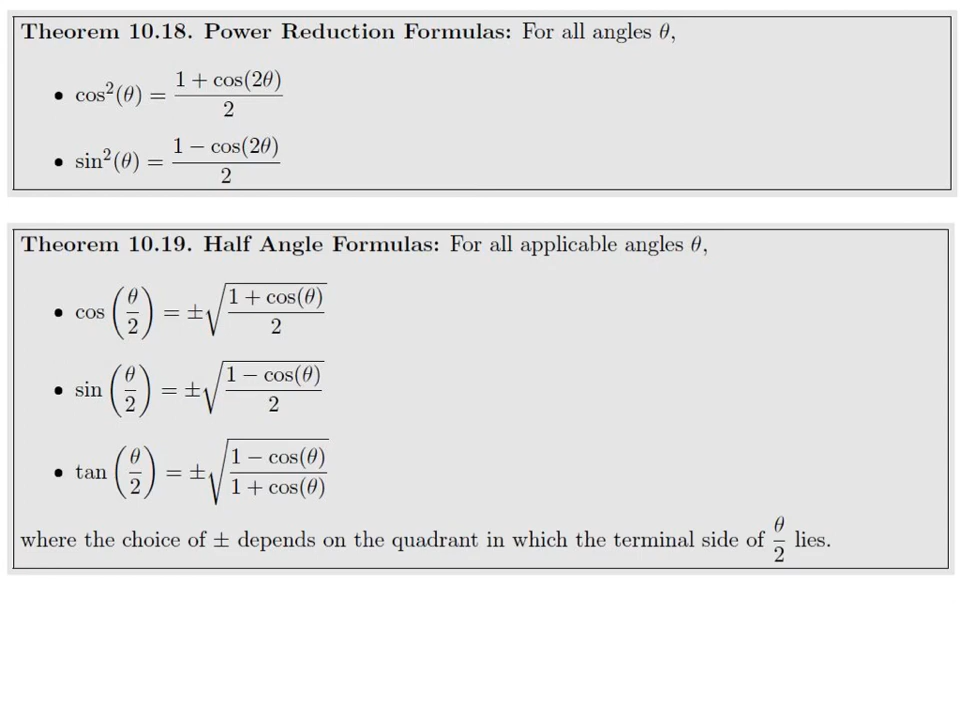 Theorem 10.18. Power Reduction Formulas: For all angles θ,
• cos²(θ) = (1 + cos(2θ))/2
• sin²(θ) = (1 − cos(2θ))/2
Theorem 10.19. Half Angle Formulas: For all applicable angles θ,
• cos(θ/2) = ±√((1 + cos(θ))/2)
• sin(θ/2) = ±√((1 − cos(θ))/2)
• tan(θ/2) = ±√((1 − cos(θ))/(1 + cos(θ)))
where the choice of ± depends on the quadrant in which the terminal side of θ/2 lies.